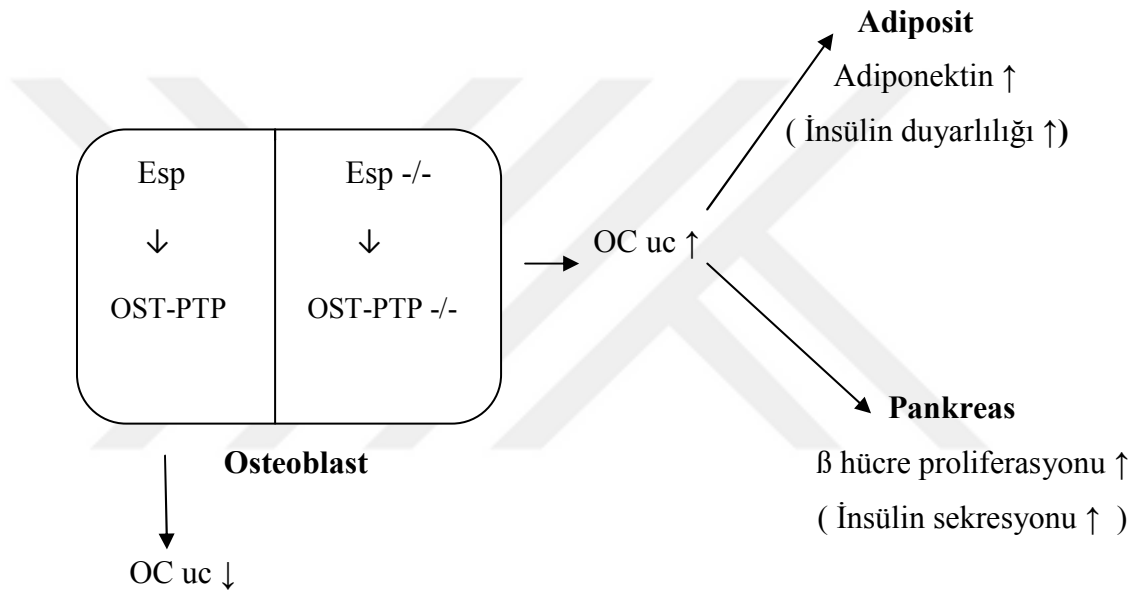 Adiposit
Adiponektin ↑
( İnsülin duyarlılığı ↑)
Esp
Esp -/-
↓
↓
OC uc ↑
OST-PTP
OST-PTP -/-
Pankreas
Osteoblast
ß hücre proliferasyonu ↑
( İnsülin sekresyonu ↑ )
OC uc ↓